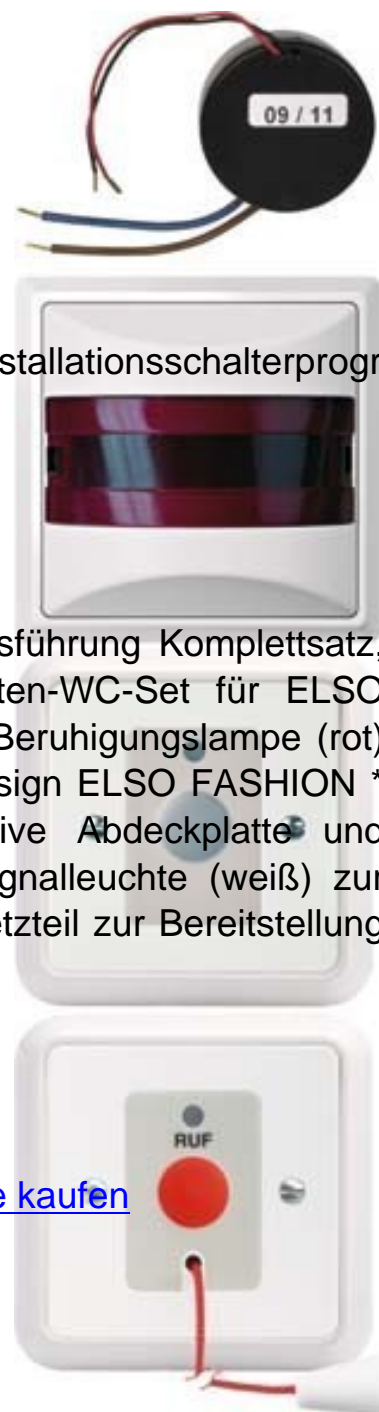 09 / 11
nstallationsschalterprogr
sführung Komplettsatz,
ten-WC-Set für ELSO
Beruhigungslampe (rot)
sign ELSO FASHION *
ive Abdeckplatte und
gnalleuchte (weiß) zur
etzteil zur Bereitstellung
RUF
e kaufen